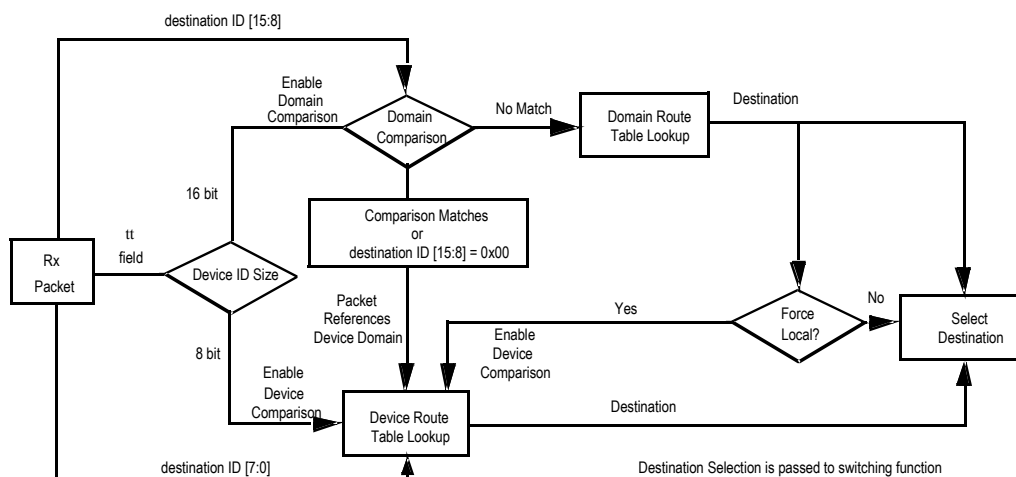 destination ID [15:8]
Enable
Domain
Comparison
Domain
Comparison
No Match
Domain Route
Table Lookup
Destination
16 bit
Comparison Matches
or
destination ID [15:8] = 0x00
Rx
Packet
tt
field
Device ID Size
Packet
References
Device Domain
Yes
Force
Local?
No
Select
Destination
8 bit
Enable
Device
Comparison
Enable
Device
Comparison
Device Route
Table Lookup
Destination
destination ID [7:0]
Destination Selection is passed to switching function